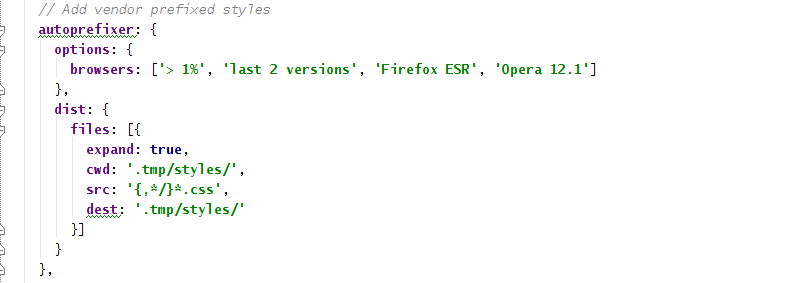 // Add vendor prefixed styles
autoprefixer: {
options: {
browsers: ['> 1%', 'last 2 versions', 'Firefox ESR', 'Opera 12.1']
},
dist: {
files: [{
expand: true,
cwd: '.tmp/styles/',
src: '{,*/}*.css',
dest: '.tmp/styles/'
}]
}
},